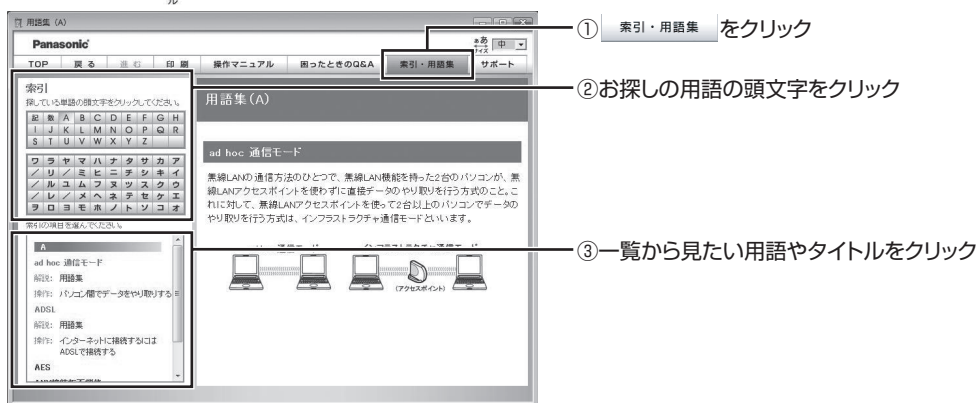 ル
用語集 (A)
Panasonic
あ あ 中
サイズ
TOP 戻る 進む 印刷 操作マニュアル 困ったときのQ&A 索引・用語集 サポート
索引
探している単語の頭文字をクリックしてください。
記 数 A B C D E F G H
I J K L M N O P Q R
S T U V W X Y Z
ワ ラ ヤ マ ハ ナ タ サ カ ア
／ リ ／ ミ ヒ ニ チ シ キ イ
／ ル ユ ム フ ヌ ツ ス ク ウ
／ レ ／ メ ヘ ネ テ セ ケ エ
ヲ ロ ヨ モ ホ ノ ト ソ コ オ
索引の項目を選んでください。
A
ad hoc 通信モード
解説: 用語集
操作: パソコン間でデータをやり取りする
ADSL
解説: 用語集
操作: インターネットに接続するには
ADSLで接続する
AES
用語集(A)
ad hoc 通信モード
無線LANの通信方法のひとつで、無線LAN機能を持った2台のパソコンが、無
線LANアクセスポイントを使わずに直接データのやり取りを行う方式のこと。こ
れに対して、無線LANアクセスポイントを使って2台以上のパソコンでデータの
やり取りを行う方式は、インフラストラクチャ通信モードといいます。
(アクセスポイント)
① 索引・用語集 をクリック
②お探しの用語の頭文字をクリック
③一覧から見たい用語やタイトルをクリック